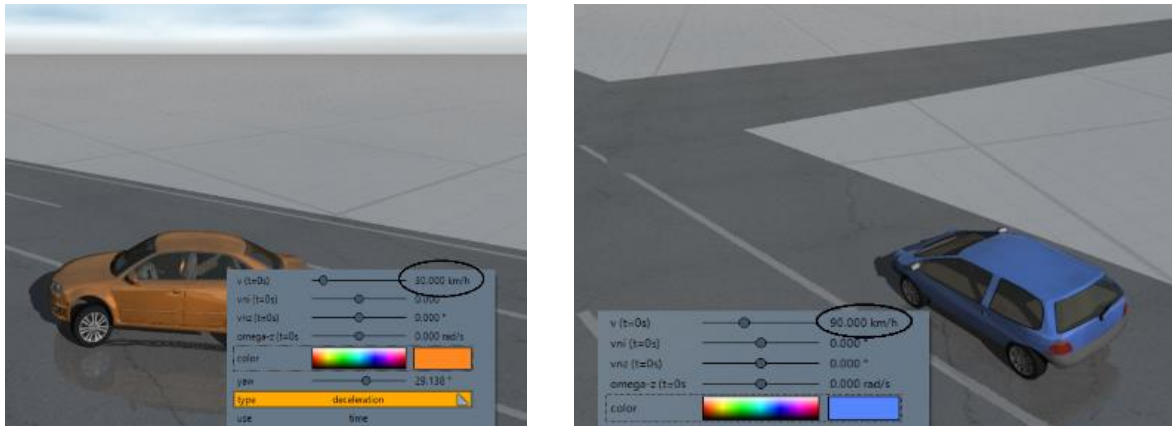 v (t=0s) 30.000 km/h
vni (t=0s) 0.000
vnz (t=0s) 0.000 °
omega-z (t=0s 0.000 rad/s
color
yaw 29.138 °
type deceleration
use time
v (t=0s) 90.000 km/h
vni (t=0s) 0.000 °
vnz (t=0s) 0.000 °
omega-z (t=0s 0.000 rad/s
color